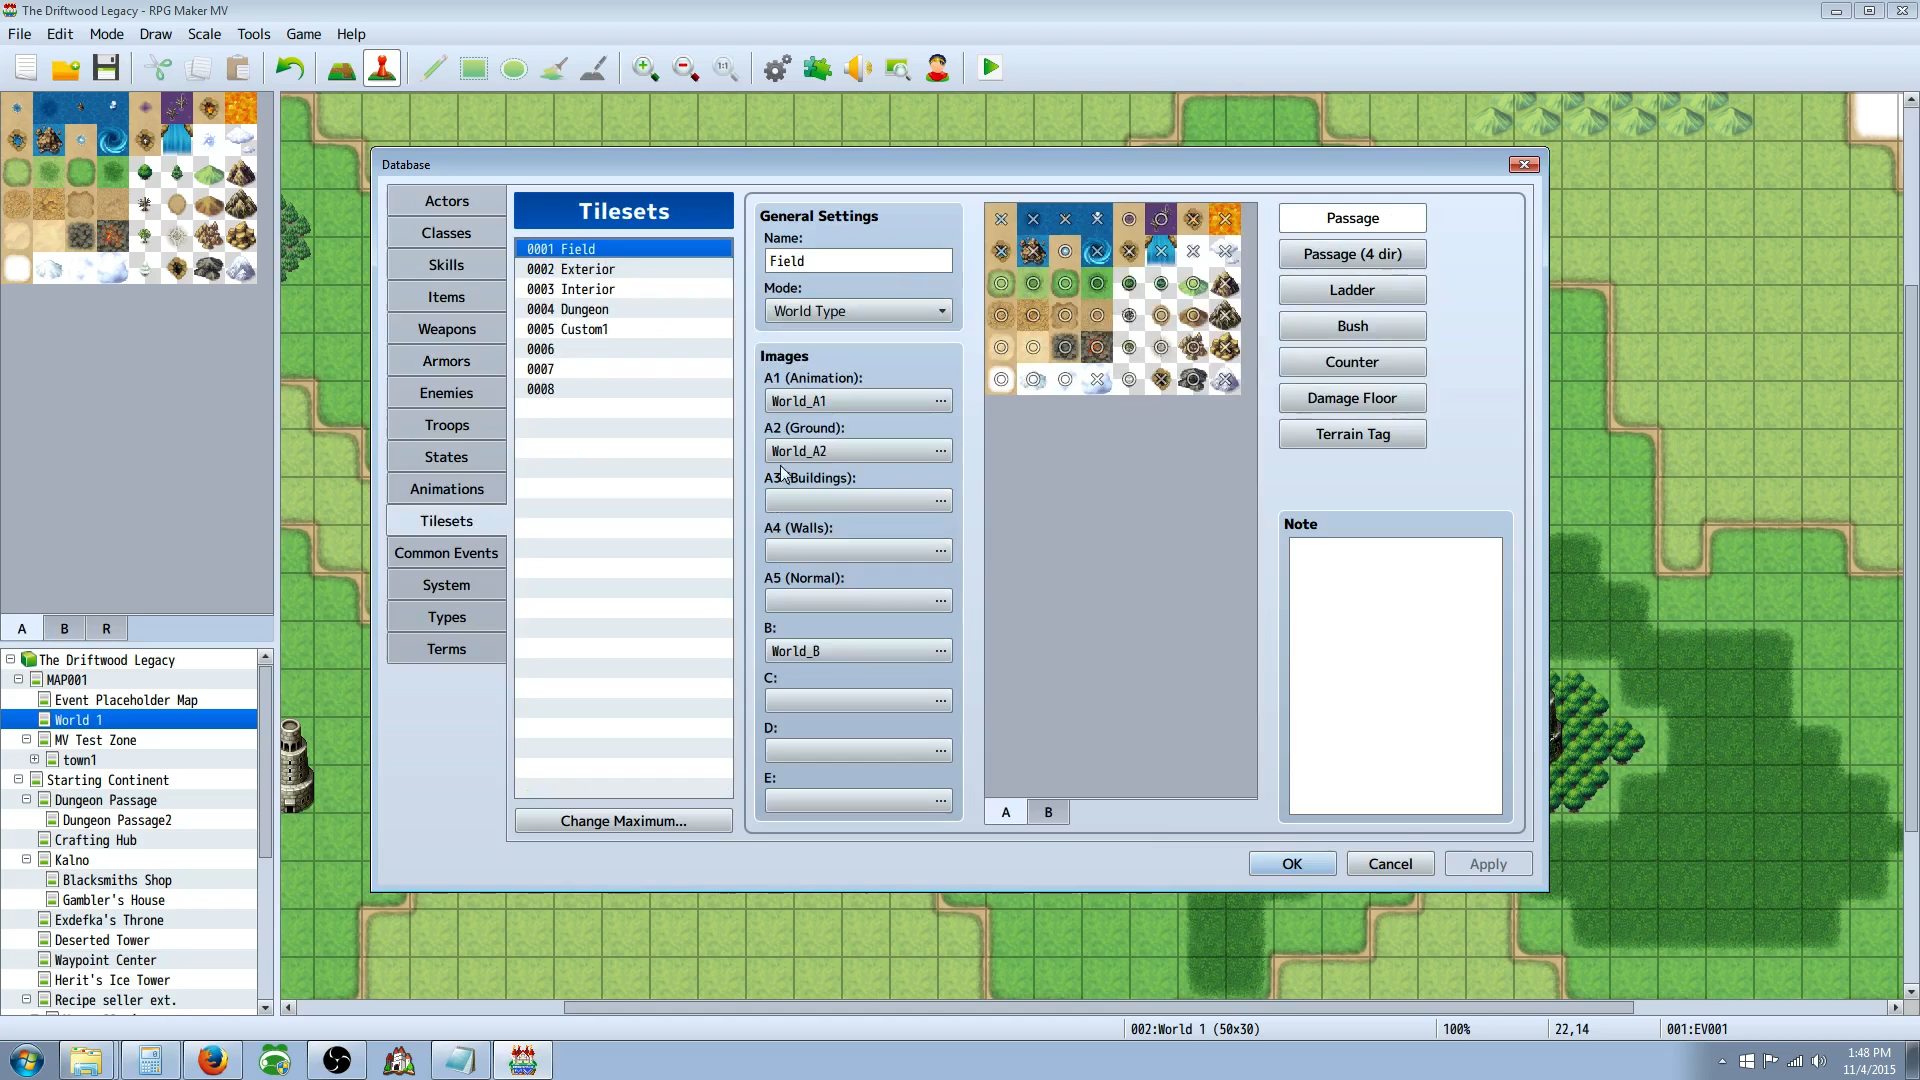 The Driftwood Legacy - RPG Maker MV
File Edit Mode Draw Scale Tools Game Help
1:1
Database
Actors
Classes
Skills
Items
Weapons
Armors
Enemies
Troops
States
Animations
Tilesets
Common Events
System
Types
Terms
Tilesets
0001 Field
0002 Exterior
0003 Interior
0004 Dungeon
0005 Custom1
0006
0007
0008
Change Maximum...
General Settings
Name:
Field
Mode:
World Type
Images
A1 (Animation):
World_A1 ...
A2 (Ground):
World_A2 ...
A3 (Buildings):
...
A4 (Walls):
...
A5 (Normal):
...
B:
World_B ...
C:
...
D:
...
E:
...
A B
Passage
Passage (4 dir)
Ladder
Bush
Counter
Damage Floor
Terrain Tag
Note
OK Cancel Apply
A B R
The Driftwood Legacy
MAP001
Event Placeholder Map
World 1
MV Test Zone
town1
Starting Continent
Dungeon Passage
Dungeon Passage2
Crafting Hub
Kalno
Blacksmiths Shop
Gambler's House
Exdefka's Throne
Deserted Tower
Waypoint Center
Herit's Ice Tower
Recipe seller ext.
002:World 1 (50x30) 100% 22,14 001:EV001
1:48 PM
11/4/2015